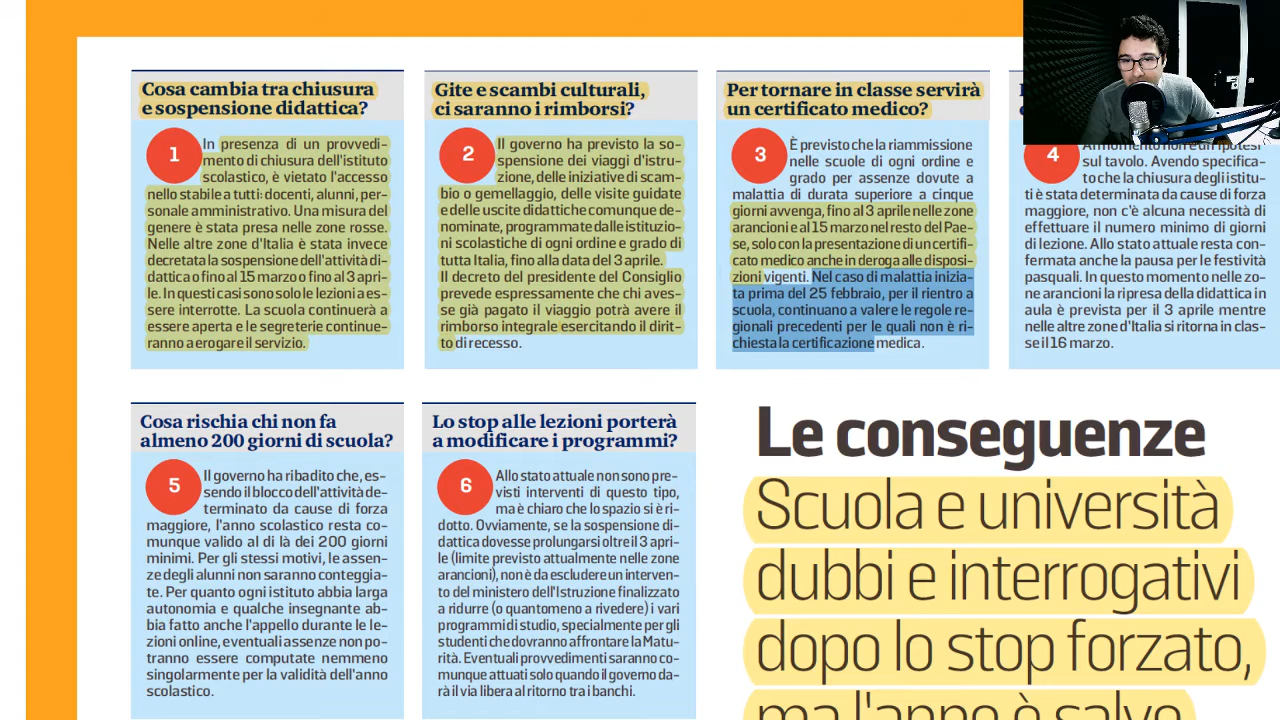 Cosa cambia tra chiusura
e sospensione didattica?
1
In presenza di un provvedi-
mento di chiusura dell'istituto
scolastico, è vietato l'accesso
nello stabile a tutti: docenti, alunni, per-
sonale amministrativo. Una misura del
genere è stata presa nelle zone rosse.
Nelle altre zone d'Italia è stata invece
decretata la sospensione dell'attività di-
dattica o fino al 15 marzo o fino al 3 apri-
le. In questi casi sono solo le lezioni a es-
sere interrotte. La scuola continuerà a
essere aperta e le segreterie continue-
ranno a erogare il servizio.
Gite e scambi culturali,
ci saranno i rimborsi?
2
Il governo ha previsto la so-
spensione dei viaggi d'istru-
zione, delle iniziative di scam-
bio o gemellaggio, delle visite guidate
e delle uscite didattiche comunque de-
nominate, programmate dalle istituzio-
ni scolastiche di ogni ordine e grado di
tutta Italia, fino alla data del 3 aprile.
Il decreto del presidente del Consiglio
prevede espressamente che chi aves-
se già pagato il viaggio potrà avere il
rimborso integrale esercitando il dirit-
to di recesso.
Per tornare in classe servirà
un certificato medico?
3
È previsto che la riammissione
nelle scuole di ogni ordine e
grado per assenze dovute a
malattia di durata superiore a cinque
giorni avvenga, fino al 3 aprile nelle zone
arancioni e al 15 marzo nel resto del Pae-
se, solo con la presentazione di un certifi-
cato medico anche in deroga alle disposi-
zioni vigenti. Nel caso di malattia inizia-
ta prima del 25 febbraio, per il rientro a
scuola, continuano a valere le regole re-
gionali precedenti per le quali non è ri-
chiesta la certificazione medica.
4
sul tavolo. Avendo specifica-
to che la chiusura degli istitu-
ti è stata determinata da cause di forza
maggiore, non c'è alcuna necessità di
effettuare il numero minimo di giorni
di lezione. Allo stato attuale resta con-
fermata anche la pausa per le festività
pasquali. In questo momento nelle zo-
ne arancioni la ripresa della didattica in
aula è prevista per il 3 aprile mentre
nelle altre zone d'Italia si ritorna in clas-
se il 16 marzo.
Cosa rischia chi non fa
almeno 200 giorni di scuola?
5
Il governo ha ribadito che, es-
sendo il blocco dell'attività de-
terminato da cause di forza
maggiore, l'anno scolastico resta co-
munque valido al di là dei 200 giorni
minimi. Per gli stessi motivi, le assen-
ze degli alunni non saranno conteggia-
te. Per quanto ogni istituto abbia larga
autonomia e qualche insegnante ab-
bia fatto anche l'appello durante le le-
zioni online, eventuali assenze non po-
tranno essere computate nemmeno
singolarmente per la validità dell'anno
scolastico.
Lo stop alle lezioni porterà
a modificare i programmi?
6
Allo stato attuale non sono pre-
visti interventi di questo tipo,
ma è chiaro che lo spazio si è ri-
dotto. Ovviamente, se la sospensione di-
dattica dovesse prolungarsi oltre il 3 apri-
le (limite previsto attualmente nelle zone
arancioni), non è da escludere un interven-
to del ministero dell'Istruzione finalizzato
a ridurre (o quantomeno a rivedere) i vari
programmi di studio, specialmente per gli
studenti che dovranno affrontare la Matu-
rità. Eventuali provvedimenti saranno co-
munque attuati solo quando il governo da-
rà il via libera al ritorno tra i banchi.
Le conseguenze
Scuola e università
dubbi e interrogativi
dopo lo stop forzato,
ma l'anno è salvo